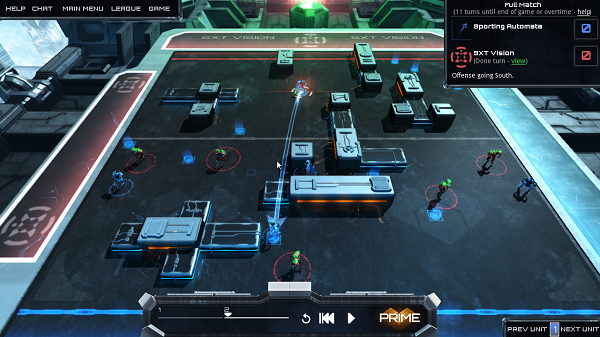 HELP CHAT MAIN MENU LEAGUE GAME
Full Match
(11 turns until end of game or overtime - help)
Sporting Automata
SXT Vision
(Done turn - view)
Offense going South.
SXT VISION
SXT VISION
1
PRIME
PREV UNIT 1 NEXT UNIT